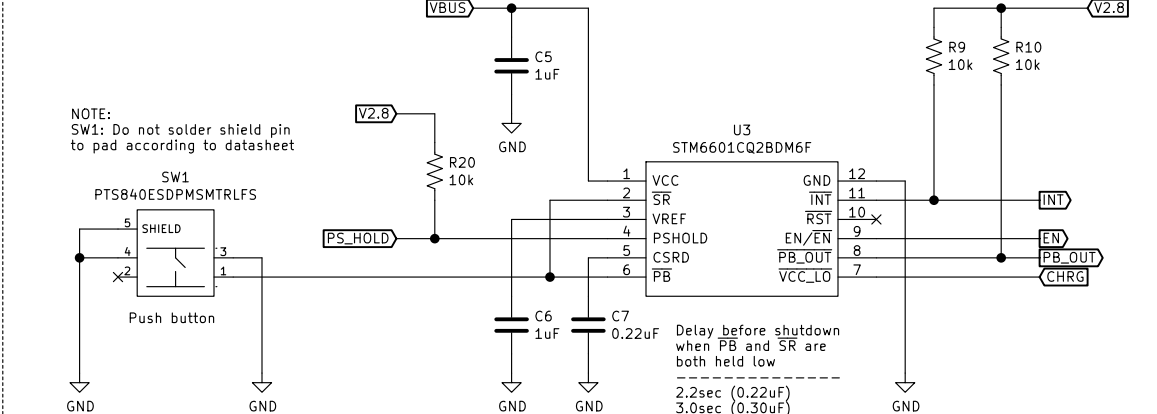 VBUS
V2.8
C5
1uF
R9
10k
R10
10k
GND
NOTE:
SW1: Do not solder shield pin
to pad according to datasheet
V2.8
R20
10k
U3
STM6601CQ2BDM6F
SW1
PTS840ESDPMSMTRLFS
5
SHIELD
4
2
3
1
Push button
PS_HOLD
1
VCC
2
SR
3
VREF
4
PSHOLD
5
CSRD
6
PB
GND
12
INT
11
RST
10
EN/EN
9
PB_OUT
8
VCC_LO
7
INT
EN
PB_OUT
CHRG
C6
1uF
C7
0.22uF
Delay before shutdown
when PB and SR are
both held low
--------------
2.2sec (0.22uF)
3.0sec (0.30uF)
GND
GND
GND
GND
GND